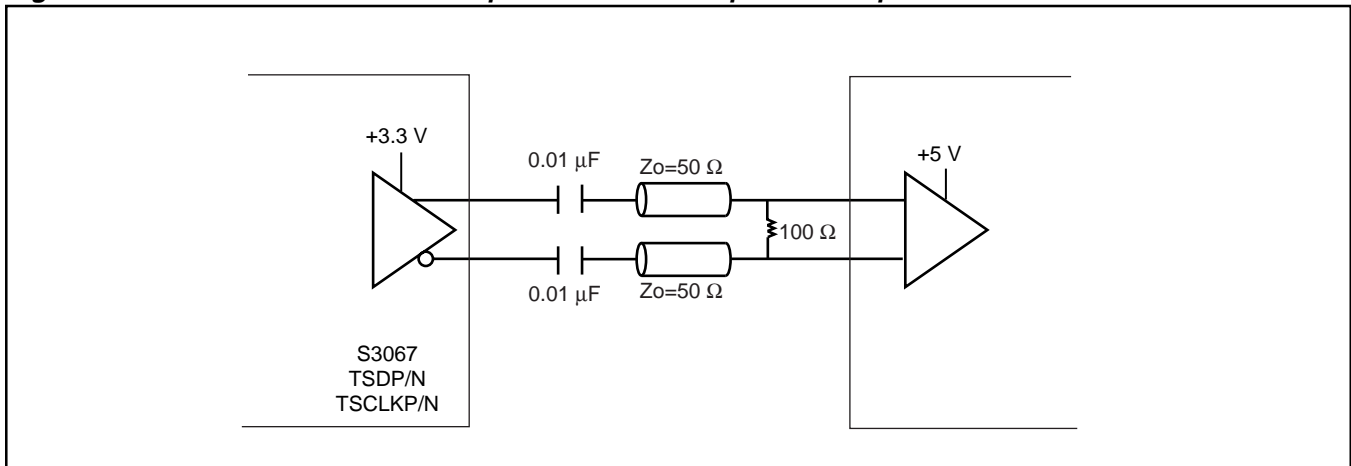 +3.3 V
0.01 μF
Zo=50 Ω
+5 V
100 Ω
0.01 μF
Zo=50 Ω
S3067
TSDP/N
TSCLKP/N